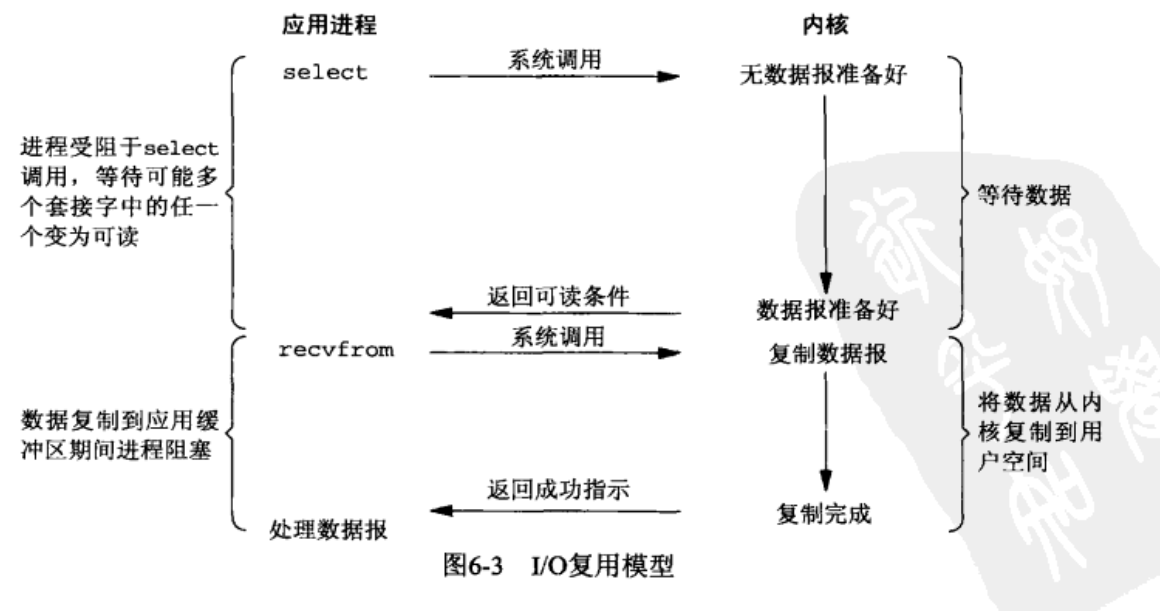 应用进程
内核
select
系统调用
无数据报准备好
进程受阻于select
调用，等待可能多
个套接字中的任一
个变为可读
等待数据
返回可读条件
数据报准备好
recvfrom
系统调用
复制数据报
数据复制到应用缓
冲区期间进程阻塞
将数据从内
核复制到用
户空间
返回成功指示
复制完成
处理数据报
图6-3 I/O复用模型